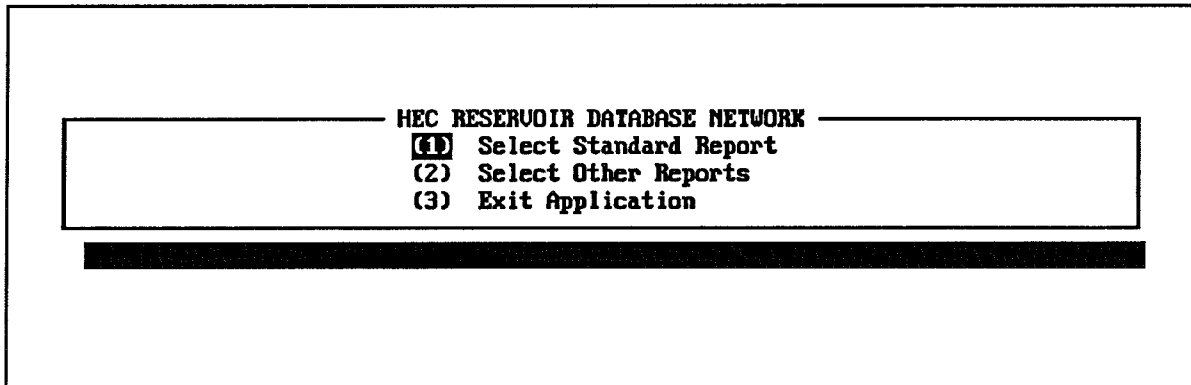 HEC RESERVOIR DATABASE NETWORK
(1) Select Standard Report
(2) Select Other Reports
(3) Exit Application